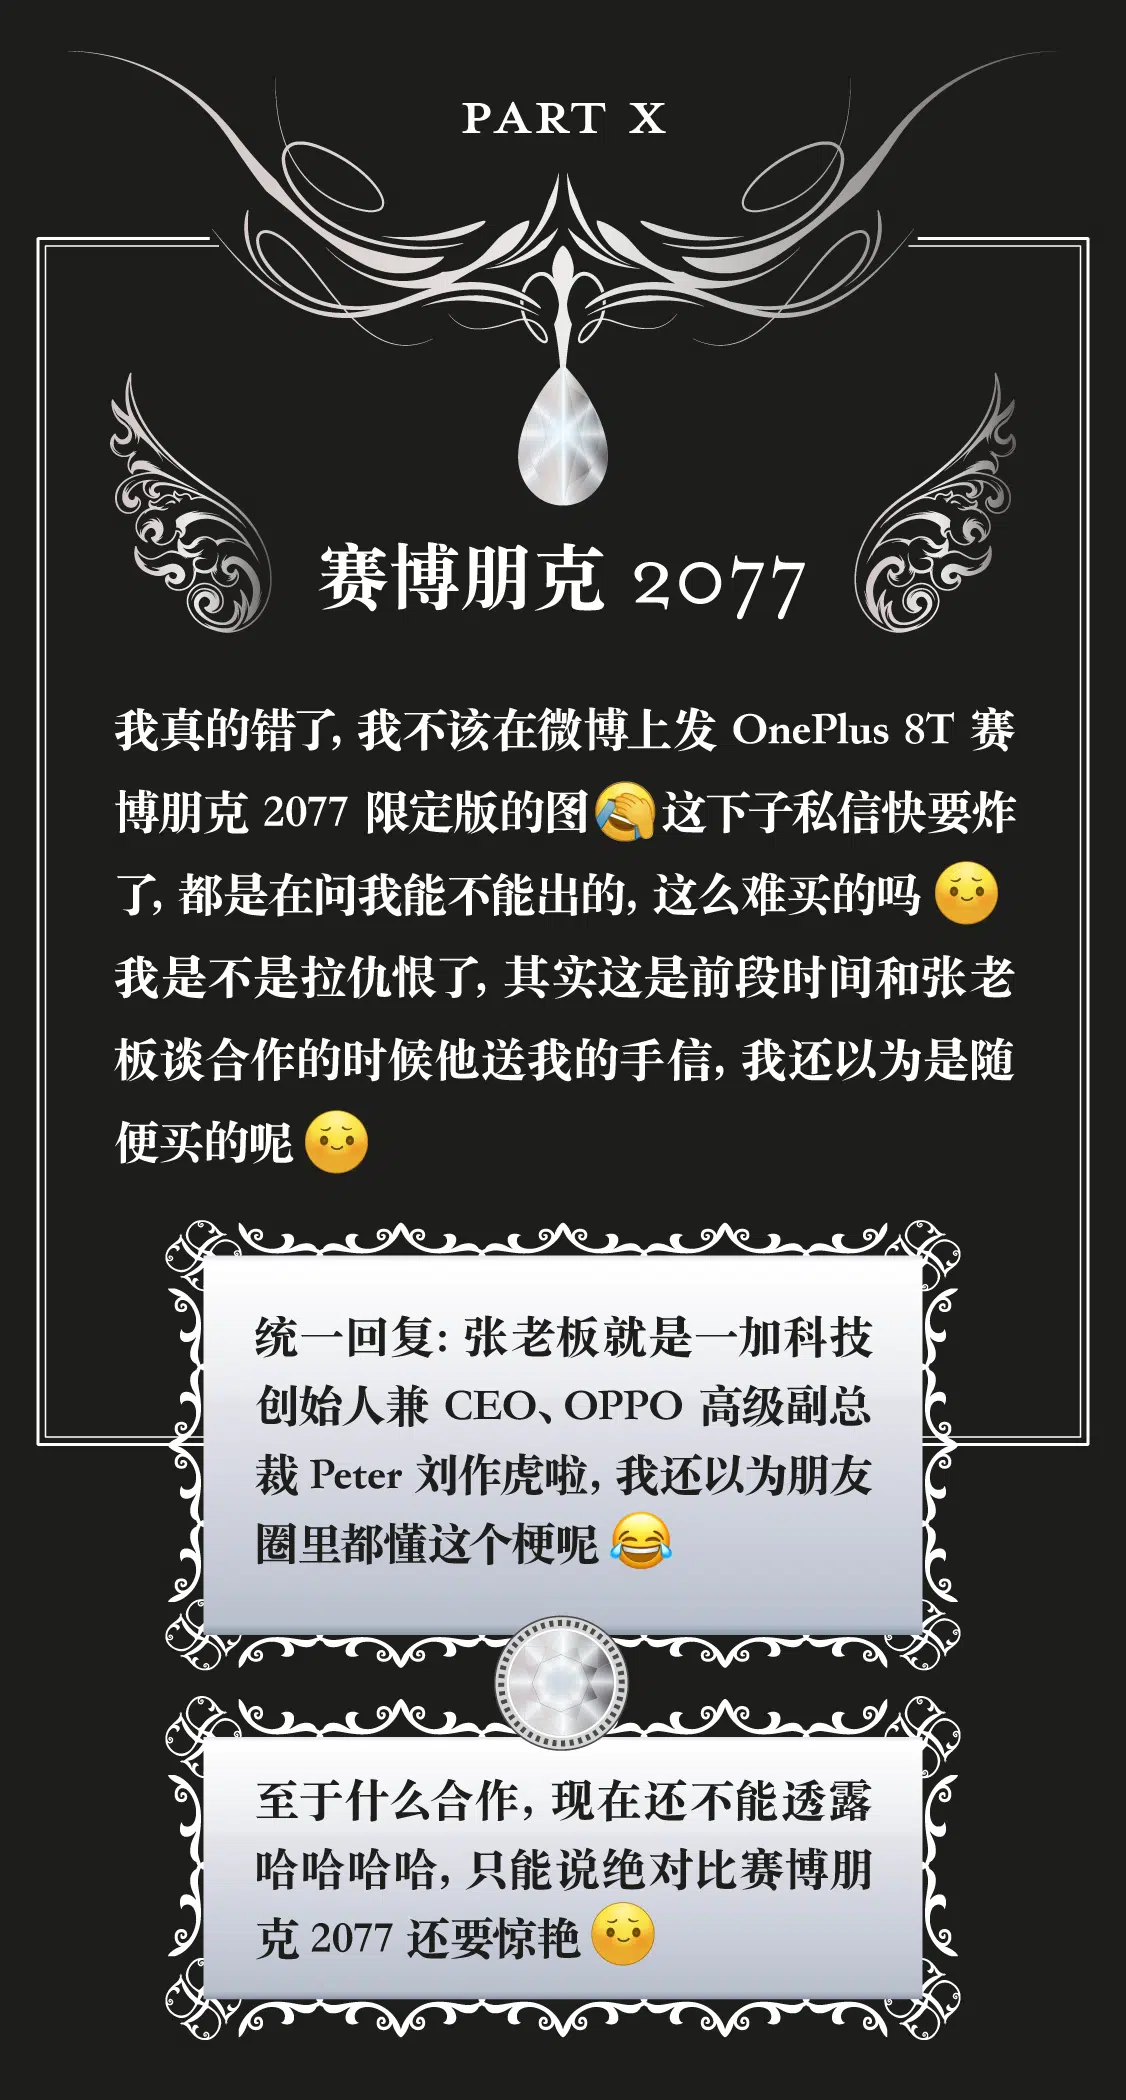 PART X
赛博朋克 2077
我真的错了, 我不该在微博上发 OnePlus 8T 赛
博朋克 2077 限定版的图🤦这下子私信快要炸
了, 都是在问我能不能出的, 这么难买的吗 ☺️
我是不是拉仇恨了, 其实这是前段时间和张老
板谈合作的时候他送我的手信, 我还以为是随
便买的呢 ☺️
统一回复: 张老板就是一加科技
创始人兼 CEO、OPPO 高级副总
裁 Peter 刘作虎啦, 我还以为朋友
圈里都懂这个梗呢 😂
至于什么合作, 现在还不能透露
哈哈哈哈, 只能说绝对比赛博朋
克 2077 还要惊艳 ☺️